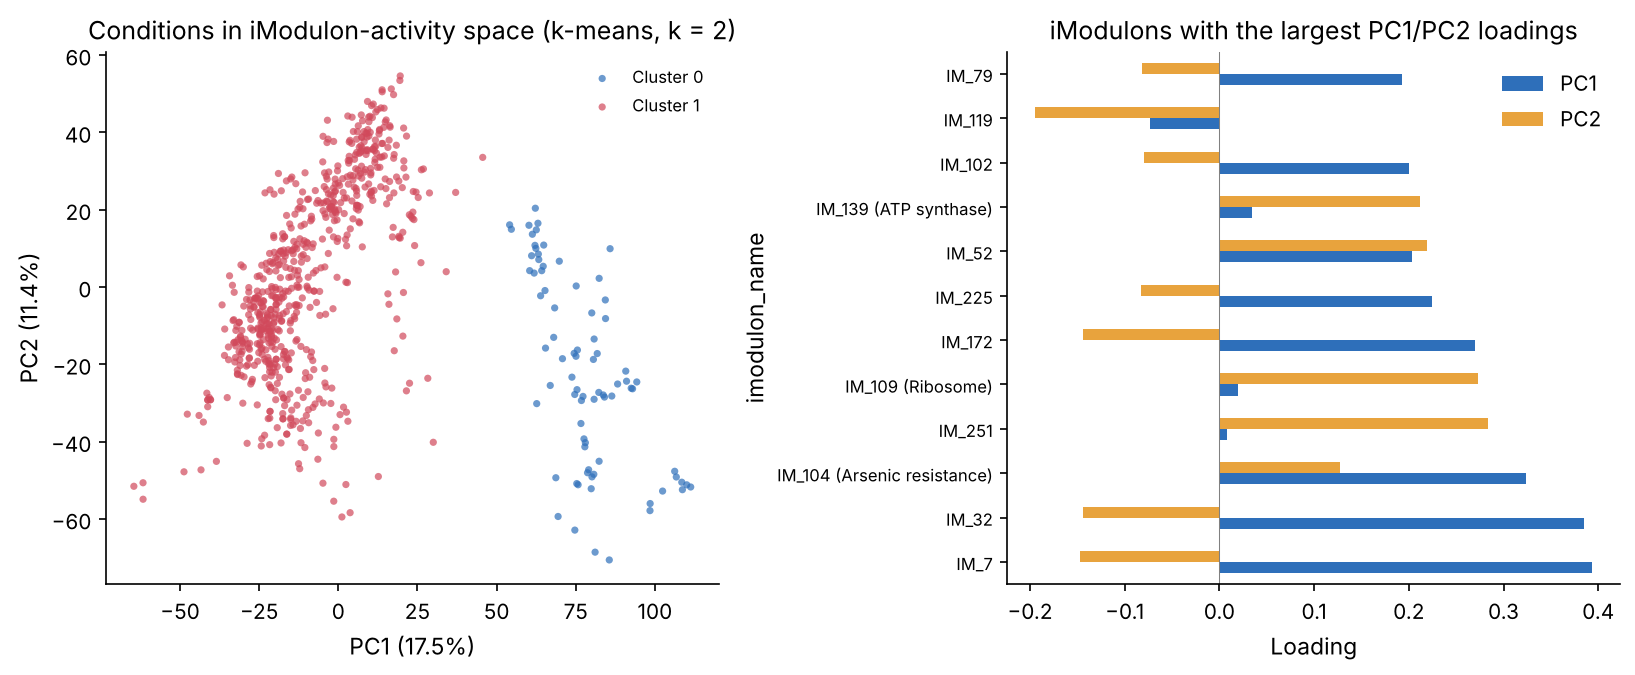 Conditions in iModulon-activity space (k-means, k = 2)
Cluster 0
Cluster 1
60
40
20
0
−20
−40
−60
PC2 (11.4%)
−50
−25
0
25
50
75
100
PC1 (17.5%)
iModulons with the largest PC1/PC2 loadings
PC1
PC2
imodulon_name
IM_79
IM_119
IM_102
IM_139 (ATP synthase)
IM_52
IM_225
IM_172
IM_109 (Ribosome)
IM_251
IM_104 (Arsenic resistance)
IM_32
IM_7
−0.2
−0.1
0.0
0.1
0.2
0.3
0.4
Loading